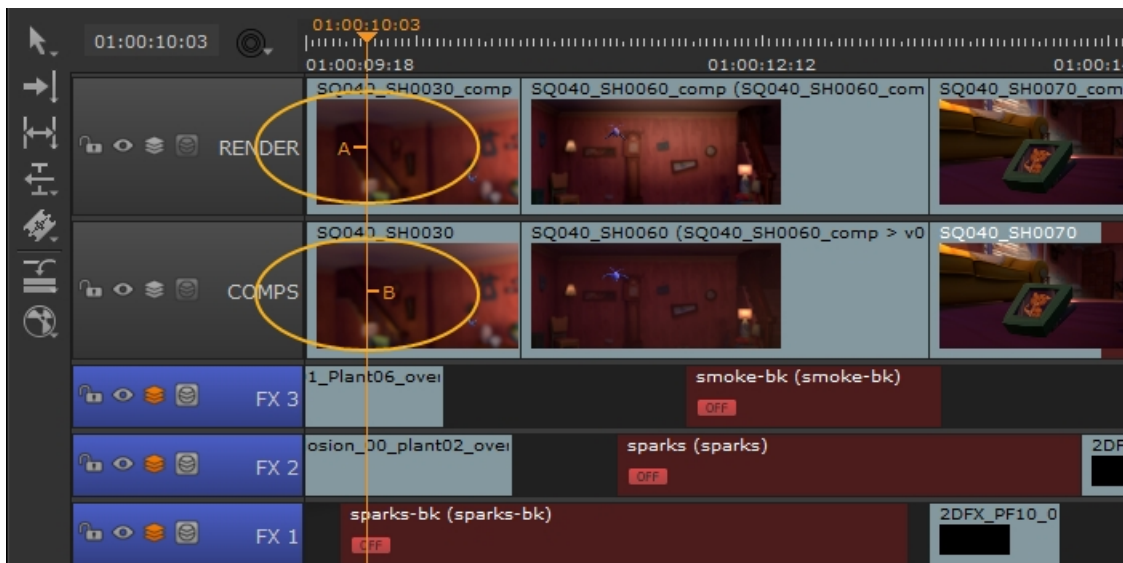 01:00:10:03
01:00:10:03
01:00:09:18
01:00:12:12
01:00:1
RENDER
SQ040_SH0030_comp
SQ040_SH0060_comp (SQ040_SH0060_com
SQ040_SH0070_com
A
COMPS
SQ040_SH0030
SQ040_SH0060 (SQ040_SH0060_comp > v0
SQ040_SH0070
B
FX 3
1_Plant06_over
smoke-bk (smoke-bk)
OFF
FX 2
osion_00_plant02_over
sparks (sparks)
OFF
2DF
FX 1
sparks-bk (sparks-bk)
OFF
2DFX_PF10_0